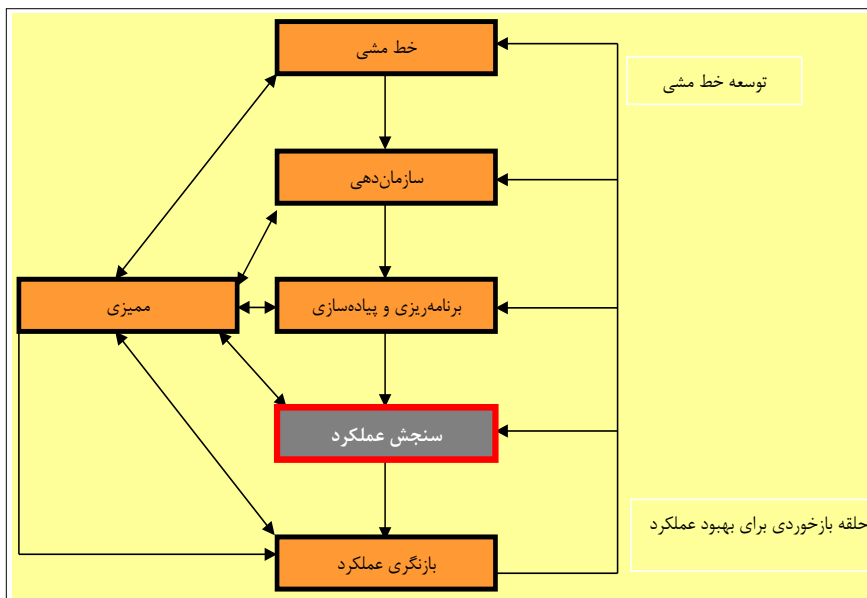 خط مشی
توسعه خط مشی
سازمان‌دهی
برنامه‌ریزی و پیاده‌سازی
ممیزی
سنجش عملکرد
حلقه بازخوردی برای بهبود عملکرد
بازنگری عملکرد